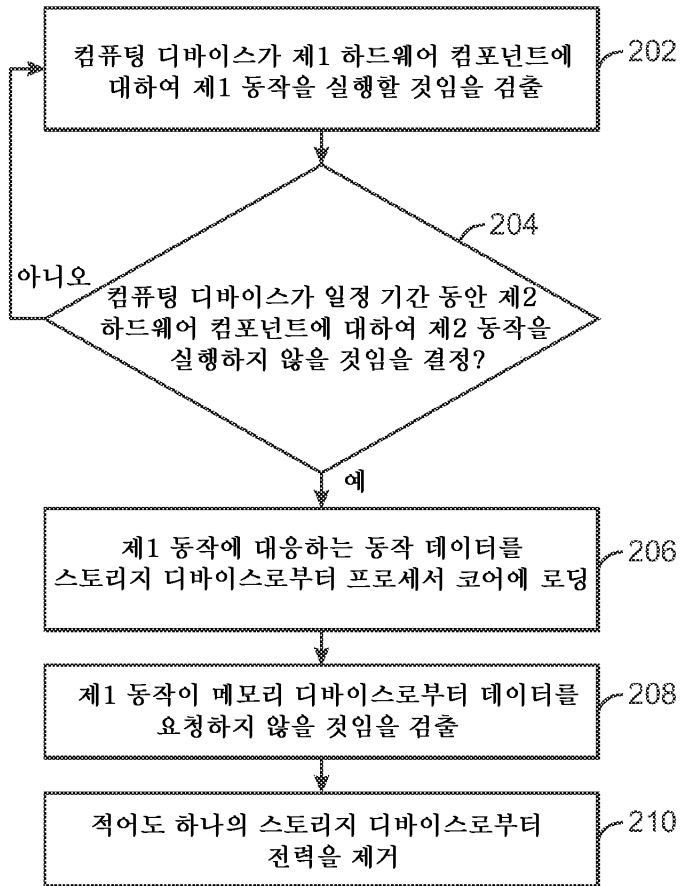 컴퓨팅 디바이스가 제1 하드웨어 컴포넌트에
대하여 제1 동작을 실행할 것임을 검출
202
204
아니오
컴퓨팅 디바이스가 일정 기간 동안 제2
하드웨어 컴포넌트에 대하여 제2 동작을
실행하지 않을 것임을 결정?
예
제1 동작에 대응하는 동작 데이터를
스토리지 디바이스로부터 프로세서 코어에 로딩
206
제1 동작이 메모리 디바이스로부터 데이터를
요청하지 않을 것임을 검출
208
적어도 하나의 스토리지 디바이스로부터
전력을 제거
210